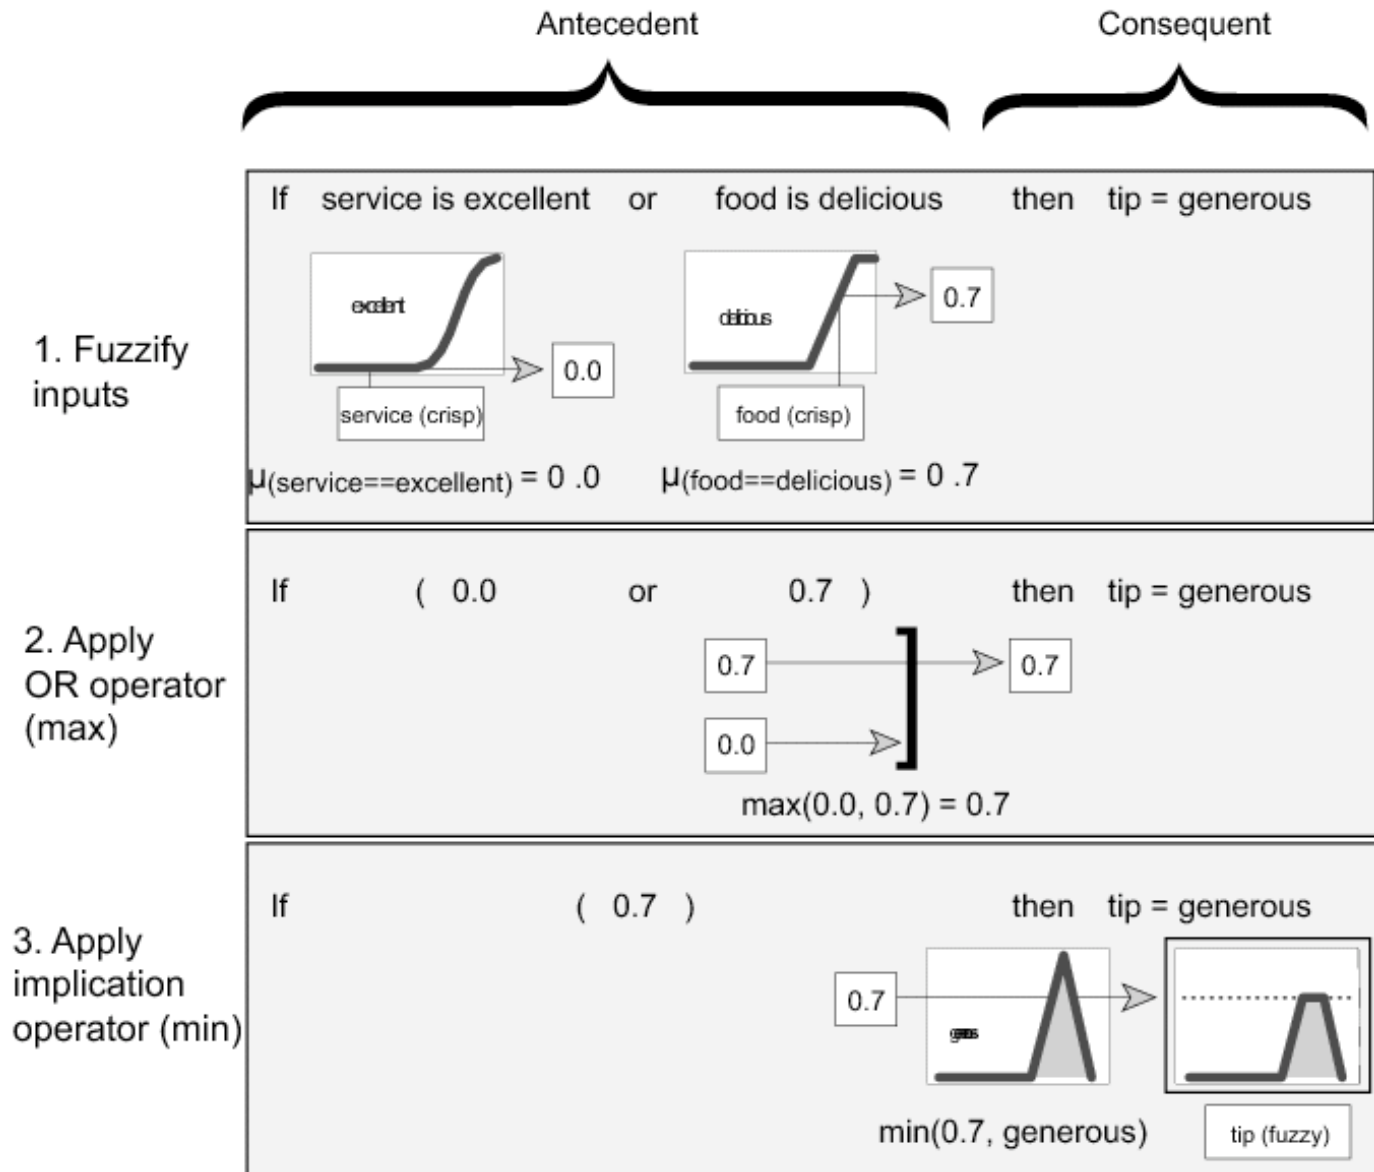 Antecedent
Consequent
If service is excellent or food is delicious then tip = generous
excellent
delicious
0.7
0.0
service (crisp)
food (crisp)
1. Fuzzify
inputs
μ(service==excellent) = 0 .0
μ(food==delicious) = 0 .7
If ( 0.0 or 0.7 ) then tip = generous
2. Apply
OR operator
(max)
0.7
0.7
0.0
max(0.0, 0.7) = 0.7
If ( 0.7 ) then tip = generous
3. Apply
implication
operator (min)
0.7
min(0.7, generous)
tip (fuzzy)